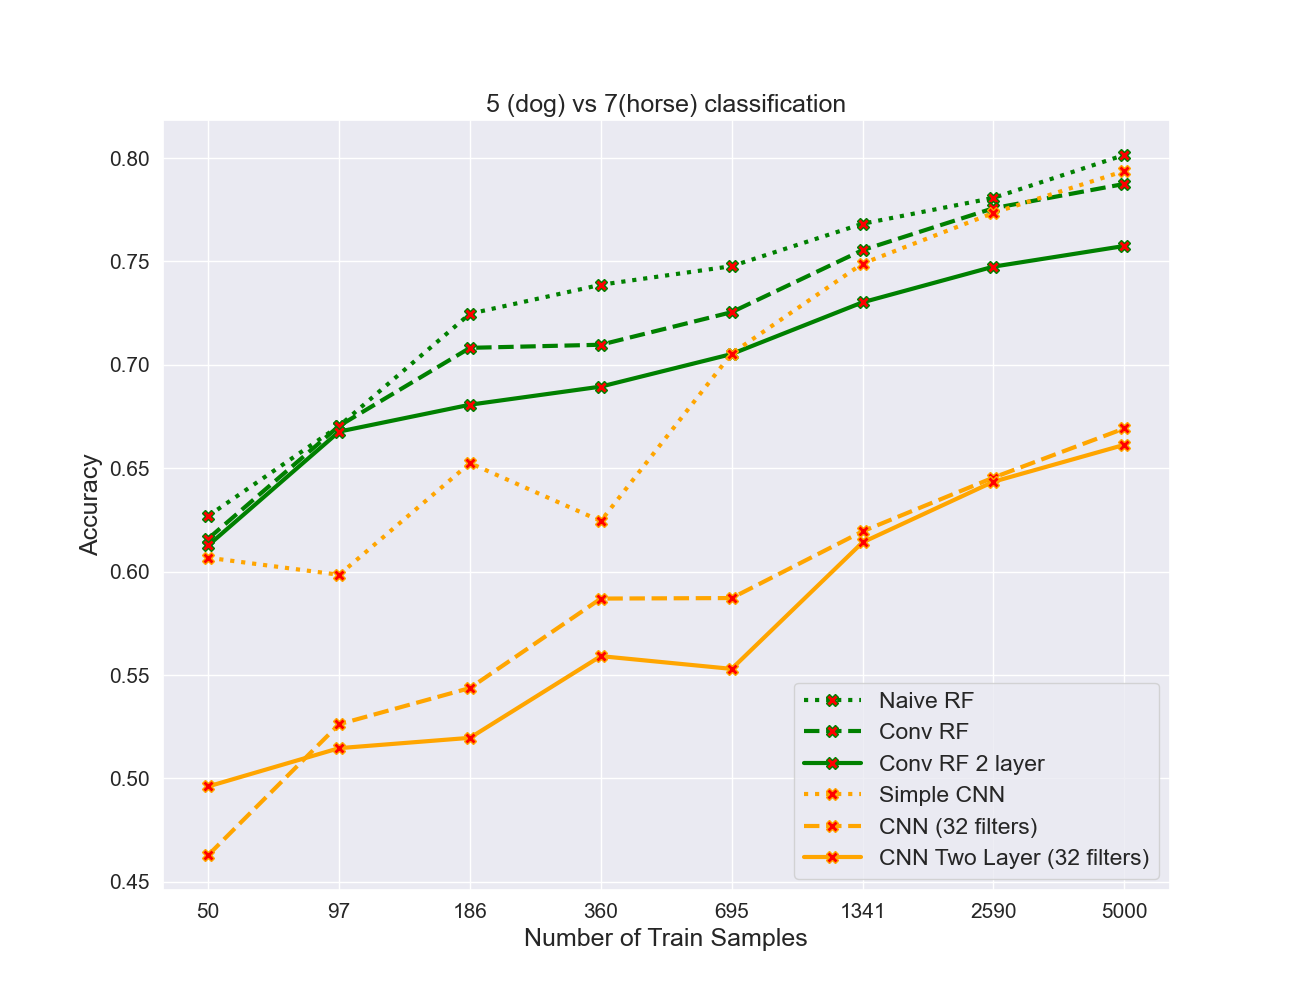 5 (dog) vs 7(horse) classification
0.80
0.75
0.70
0.65
0.60
0.55
0.50
0.45
Accuracy
Naive RF
Conv RF
Conv RF 2 layer
Simple CNN
CNN (32 filters)
CNN Two Layer (32 filters)
50 97 186 360 695 1341 2590 5000
Number of Train Samples